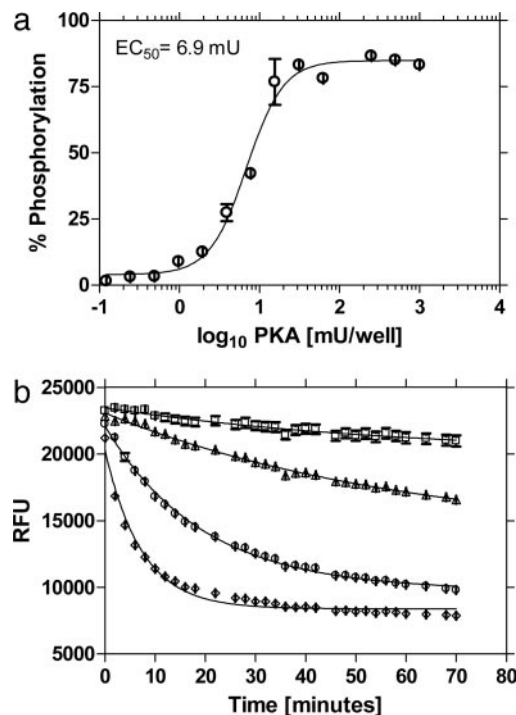 a
EC50= 6.9 mU
100
75
50
25
0
% Phosphorylation
-1 0 1 2 3 4
log10 PKA [mU/well]
b
25000
20000
15000
10000
5000
RFU
0 10 20 30 40 50 60 70 80
Time [minutes]